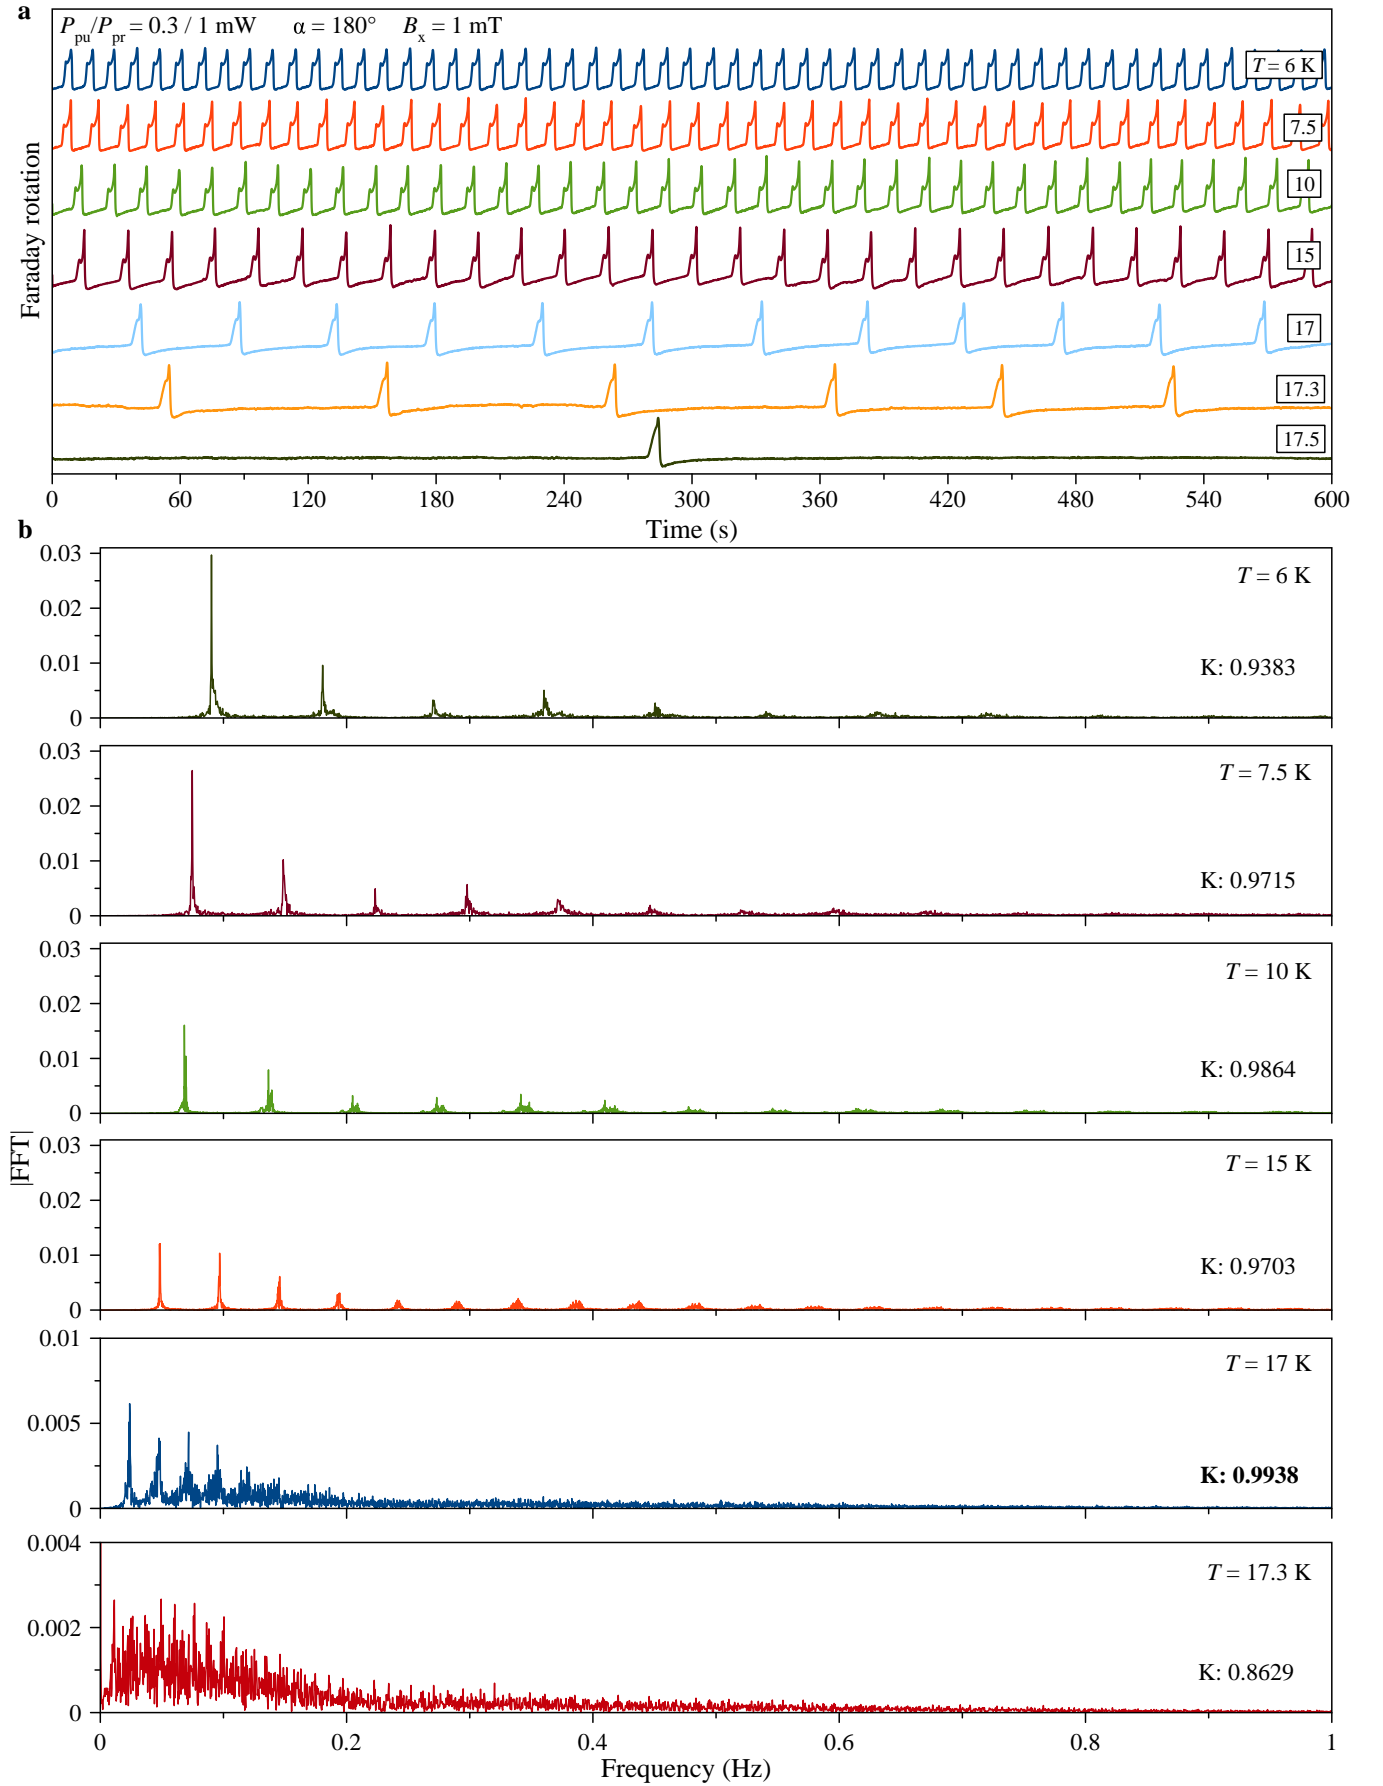 a
P_pu/P_pr = 0.3 / 1 mW α = 180° B_x = 1 mT
T = 6 K
7.5
10
15
17
17.3
17.5
Faraday rotation
0 60 120 180 240 300 360 420 480 540 600
Time (s)
b
0.03
T = 6 K
0.02
K: 0.9383
0.01
0
0.03
T = 7.5 K
0.02
K: 0.9715
0.01
0
0.03
T = 10 K
0.02
K: 0.9864
0.01
0
|FFT|
0.03
T = 15 K
0.02
K: 0.9703
0.01
0
0.01
T = 17 K
0.005
K: 0.9938
0
0.004
T = 17.3 K
0.002
K: 0.8629
0
0 0.2 0.4 0.6 0.8 1
Frequency (Hz)